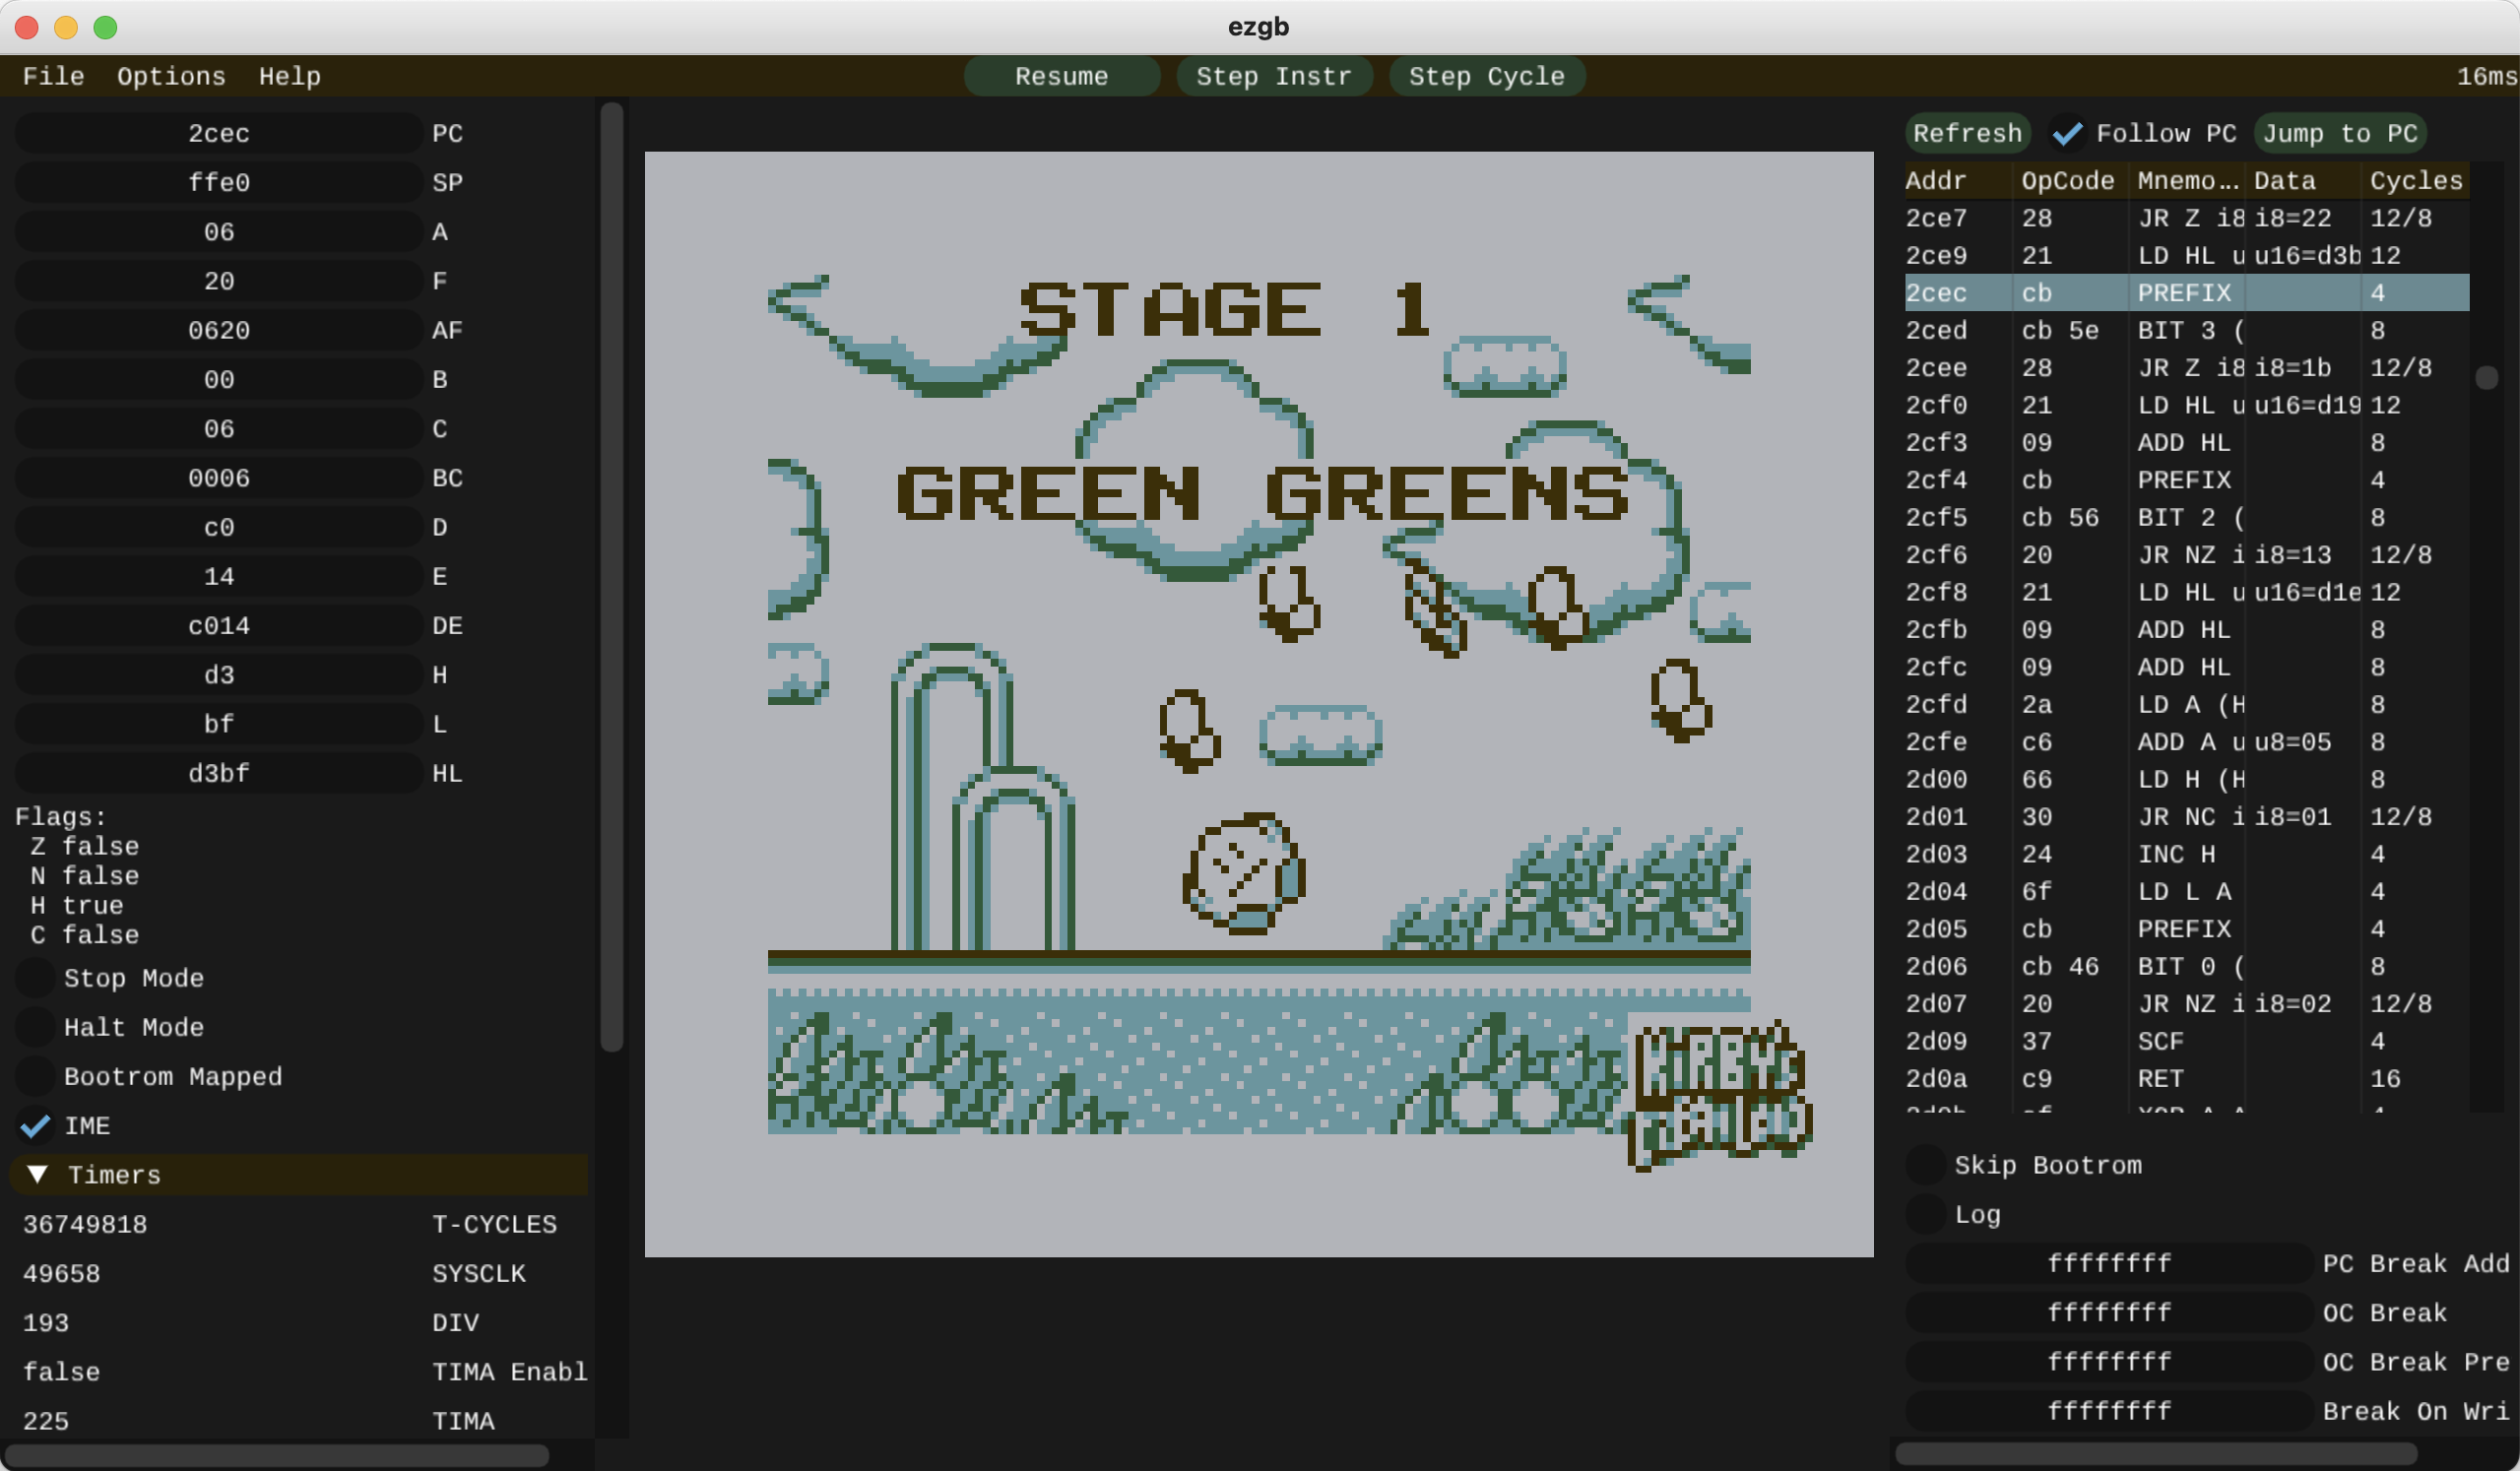 ezgb
File Options Help Resume Step Instr Step Cycle 16ms
2cec PC
ffe0 SP
06 A
20 F
0620 AF
00 B
06 C
0006 BC
c0 D
14 E
c014 DE
d3 H
bf L
d3bf HL
Flags:
Z false
N false
H true
C false
Stop Mode
Halt Mode
Bootrom Mapped
IME
Timers
36749818 T-CYCLES
49658 SYSCLK
193 DIV
false TIMA Enabl
225 TIMA
STAGE 1
GREEN GREENS
Refresh Follow PC Jump to PC
Addr OpCode Mnemo... Data Cycles
2ce7 28 JR Z i8 i8=22 12/8
2ce9 21 LD HL u u16=d3b 12
2cec cb PREFIX 4
2ced cb 5e BIT 3 ( 8
2cee 28 JR Z i8 i8=1b 12/8
2cf0 21 LD HL u u16=d19 12
2cf3 09 ADD HL 8
2cf4 cb PREFIX 4
2cf5 cb 56 BIT 2 ( 8
2cf6 20 JR NZ i i8=13 12/8
2cf8 21 LD HL u u16=d1e 12
2cfb 09 ADD HL 8
2cfc 09 ADD HL 8
2cfd 2a LD A (H 8
2cfe c6 ADD A u u8=05 8
2d00 66 LD H (H 8
2d01 30 JR NC i i8=01 12/8
2d03 24 INC H 4
2d04 6f LD L A 4
2d05 cb PREFIX 4
2d06 cb 46 BIT 0 ( 8
2d07 20 JR NZ i i8=02 12/8
2d09 37 SCF 4
2d0a c9 RET 16
Skip Bootrom
Log
ffffffff PC Break Add
ffffffff OC Break
ffffffff OC Break Pre
ffffffff Break On Wri